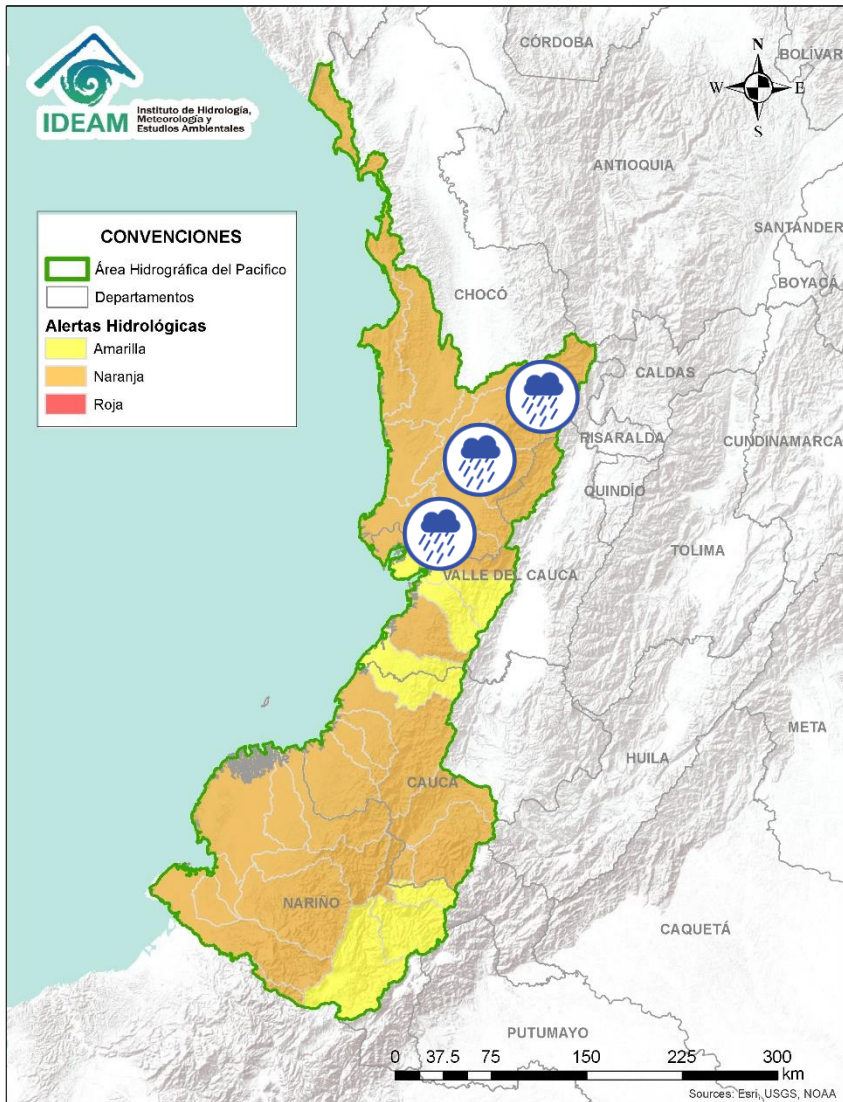 IDEAM
Instituto de Hidrología,
Meteorología y
Estudios Ambientales
CONVENCIONES
Área Hidrográfica del Pacifico
Departamentos
Alertas Hidrológicas
Amarilla
Naranja
Roja
N
W
E
S
CÓRDOBA
BOLÍVAR
ANTIOQUIA
SANTANDER
BOYACÁ
CHOCÓ
CALDAS
RISARALDA
CUNDINAMARCA
QUINDÍO
TOLIMA
VALLE DEL CAUCA
META
HUILA
CAUCA
NARIÑO
CAQUETÁ
PUTUMAYO
0 37.5 75 150 225 300
km
Sources: Esri, USGS, NOAA